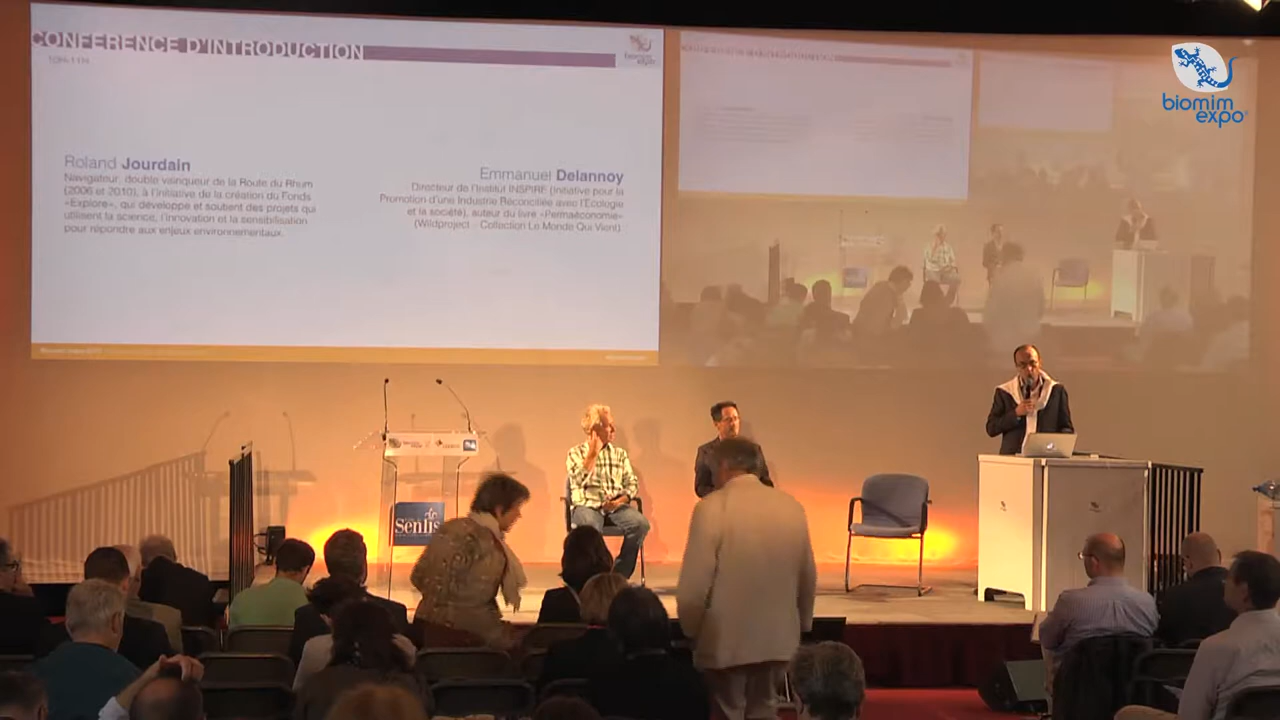 CONFÉRENCE D'INTRODUCTION
biomim
expo
Roland Jourdain
Navigateur, double vainqueur de la Route du Rhum
(2006 et 2010), à l'initiative de la création du Fonds
«Explore», qui développe et soutient des projets qui
utilisent la science, l'innovation et la sensibilisation
pour répondre aux enjeux environnementaux.
Emmanuel Delannoy
Directeur de l'Institut INSPIRE (Initiative pour la
Promotion d'une Industrie Réconciliée avec l'Ecologie
et la société), auteur du livre «Permaéconomie»
(Wildproject - Collection Le Monde Qui Vient)
biomim
expo
Senlis